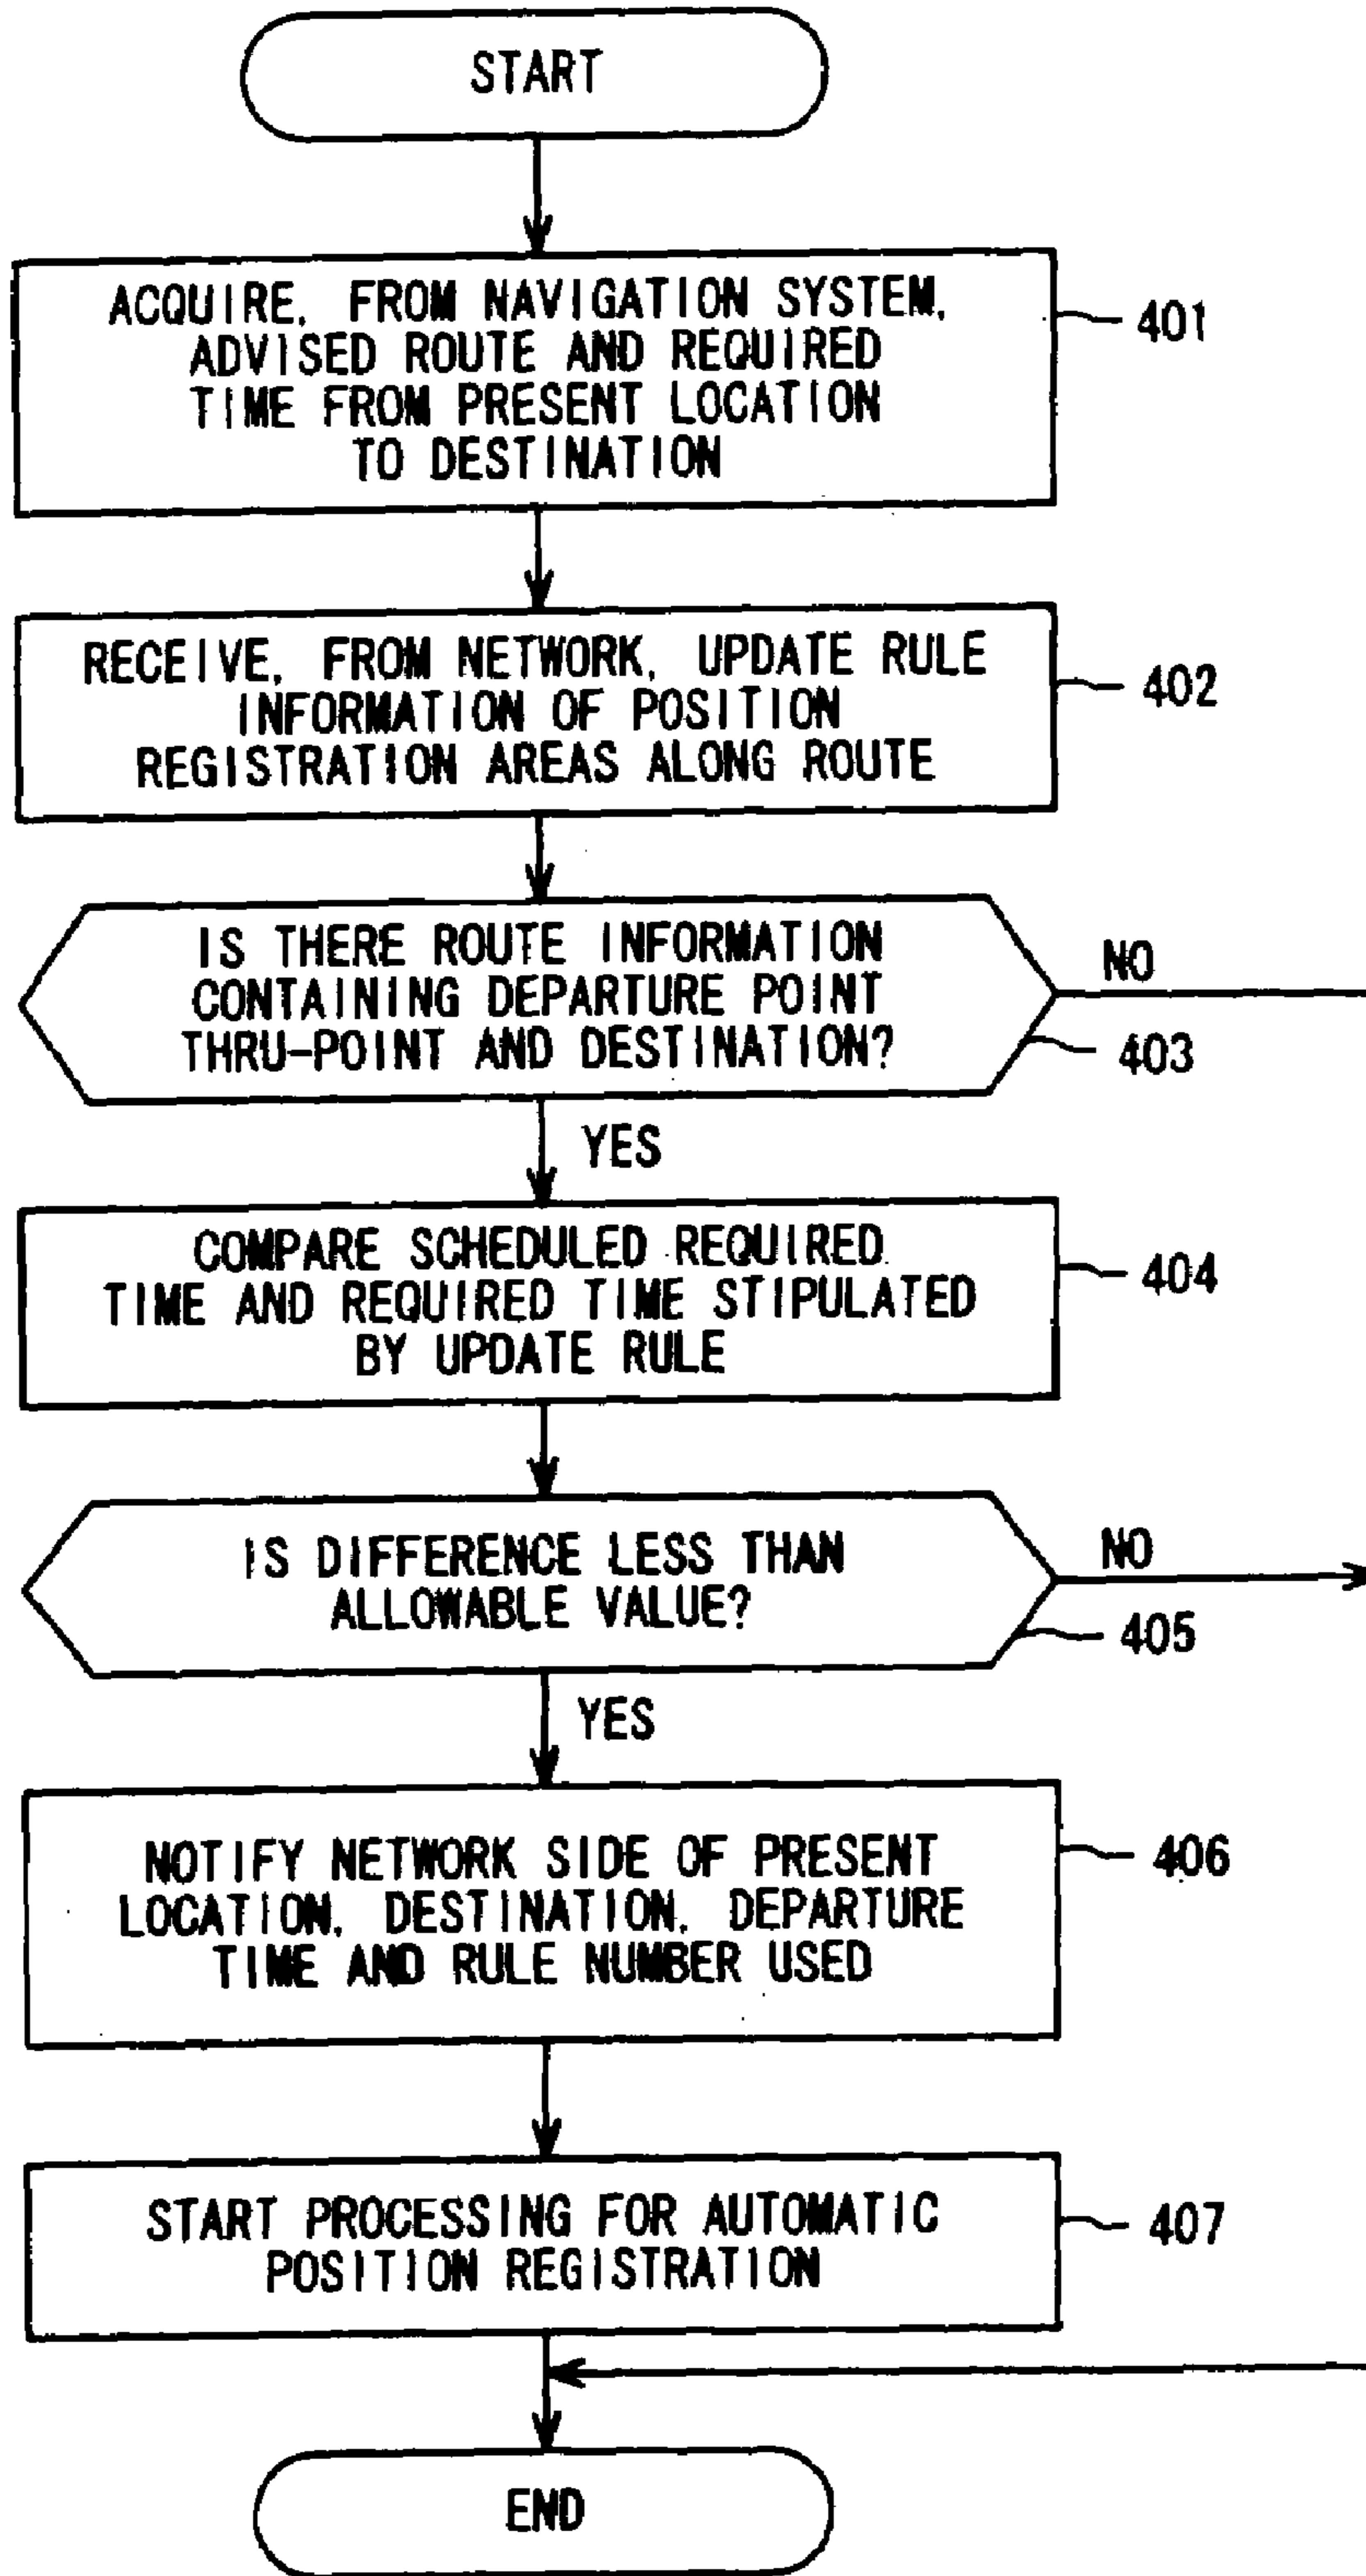 START
ACQUIRE, FROM NAVIGATION SYSTEM,
ADVISED ROUTE AND REQUIRED
TIME FROM PRESENT LOCATION
TO DESTINATION
401
RECEIVE, FROM NETWORK, UPDATE RULE
INFORMATION OF POSITION
REGISTRATION AREAS ALONG ROUTE
402
IS THERE ROUTE INFORMATION
CONTAINING DEPARTURE POINT
THRU-POINT AND DESTINATION?
NO
403
YES
COMPARE SCHEDULED REQUIRED
TIME AND REQUIRED TIME STIPULATED
BY UPDATE RULE
404
IS DIFFERENCE LESS THAN
ALLOWABLE VALUE?
NO
405
YES
NOTIFY NETWORK SIDE OF PRESENT
LOCATION, DESTINATION, DEPARTURE
TIME AND RULE NUMBER USED
406
START PROCESSING FOR AUTOMATIC
POSITION REGISTRATION
407
END